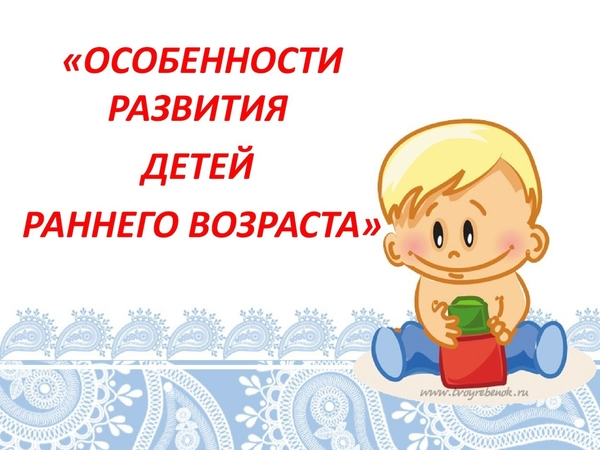 «ОСОБЕННОСТИ
РАЗВИТИЯ
ДЕТЕЙ
РАННЕГО ВОЗРАСТА»
www.tvoyrebenok.ru